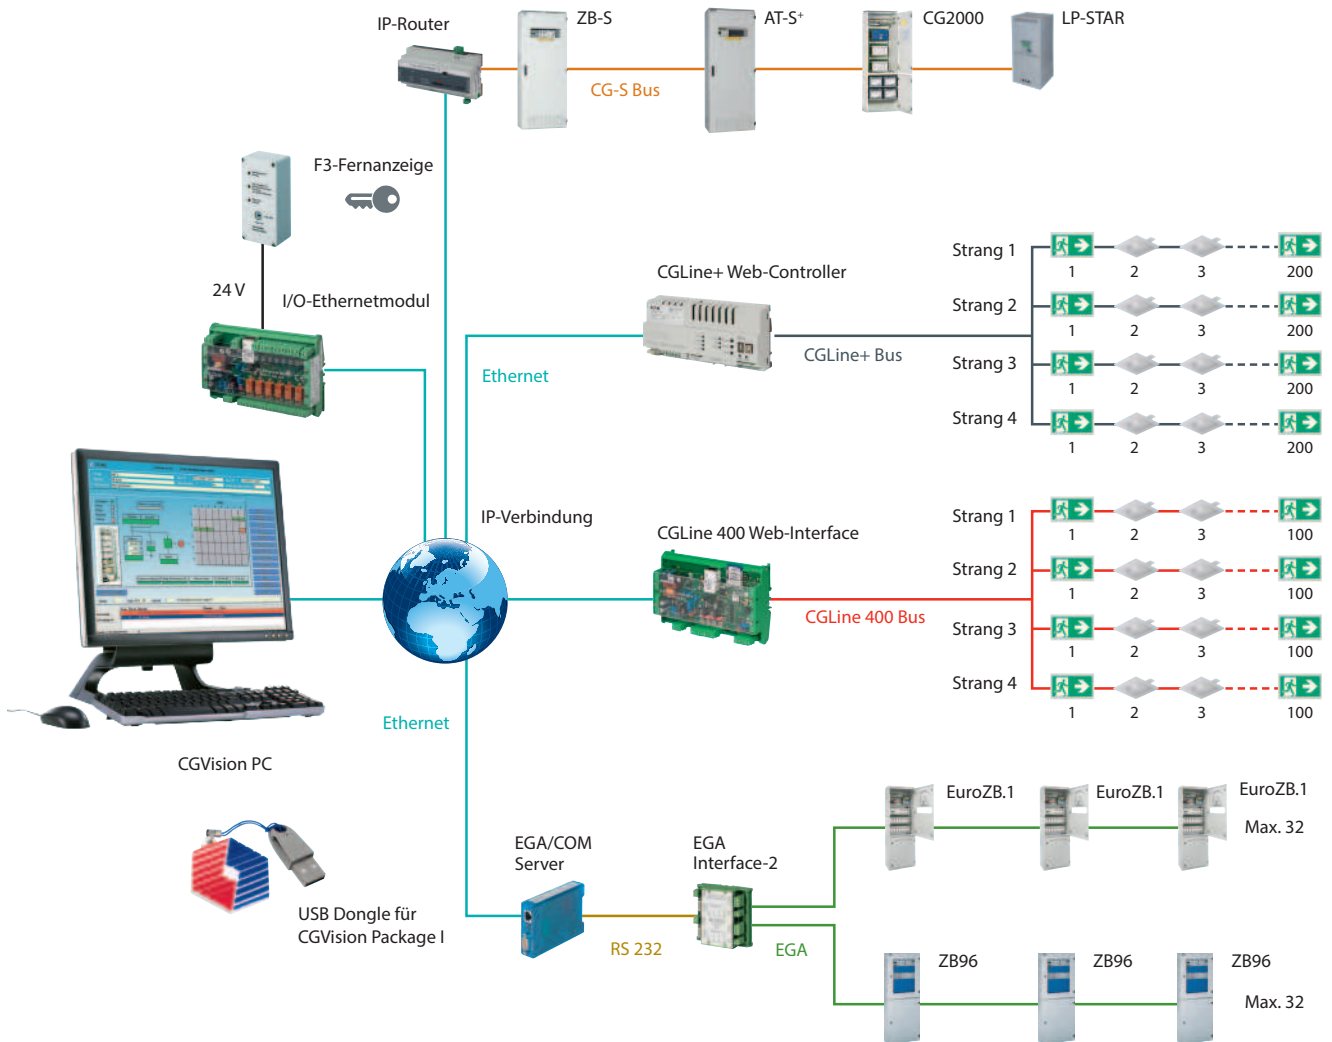 IP-Router
ZB-S
AT-S+
CG2000
LP-STAR
CG-S Bus
F3-Fernanzeige
24 V
I/O-Ethernetmodul
CGLine+ Web-Controller
Ethernet
CGLine+ Bus
Strang 1
1 2 3 200
Strang 2
1 2 3 200
Strang 3
1 2 3 200
Strang 4
1 2 3 200
IP-Verbindung
CGLine 400 Web-Interface
CGLine 400 Bus
Strang 1
1 2 3 100
Strang 2
1 2 3 100
Strang 3
1 2 3 100
Strang 4
1 2 3 100
Ethernet
CGVision PC
USB Dongle für
CGVision Package I
EGA/COM
Server
RS 232
EGA
Interface-2
EGA
EuroZB.1
EuroZB.1
EuroZB.1
Max. 32
ZB96
ZB96
ZB96
Max. 32